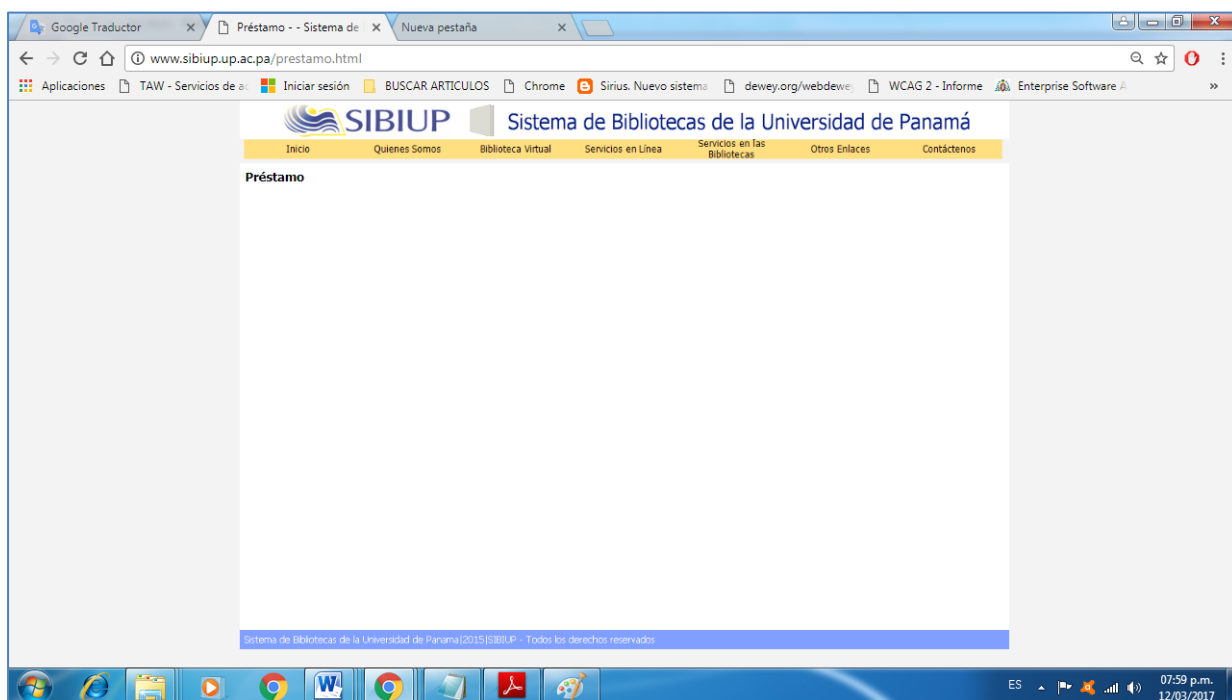 Google Traductor
Préstamo - - Sistema de
Nueva pestaña
www.sibiup.up.ac.pa/prestamo.html
Aplicaciones TAW - Servicios de ac Iniciar sesión BUSCAR ARTICULOS Chrome Sirius. Nuevo sistema dewey.org/webdewe WCAG 2 - Informe Enterprise Software A »
SIBIUP Sistema de Bibliotecas de la Universidad de Panamá
Inicio Quienes Somos Biblioteca Virtual Servicios en Línea Servicios en las Bibliotecas Otros Enlaces Contáctenos
Préstamo
Sistema de Bibliotecas de la Universidad de Panama|2015|SIBIUP - Todos los derechos reservados
ES 07:59 p.m.
12/03/2017